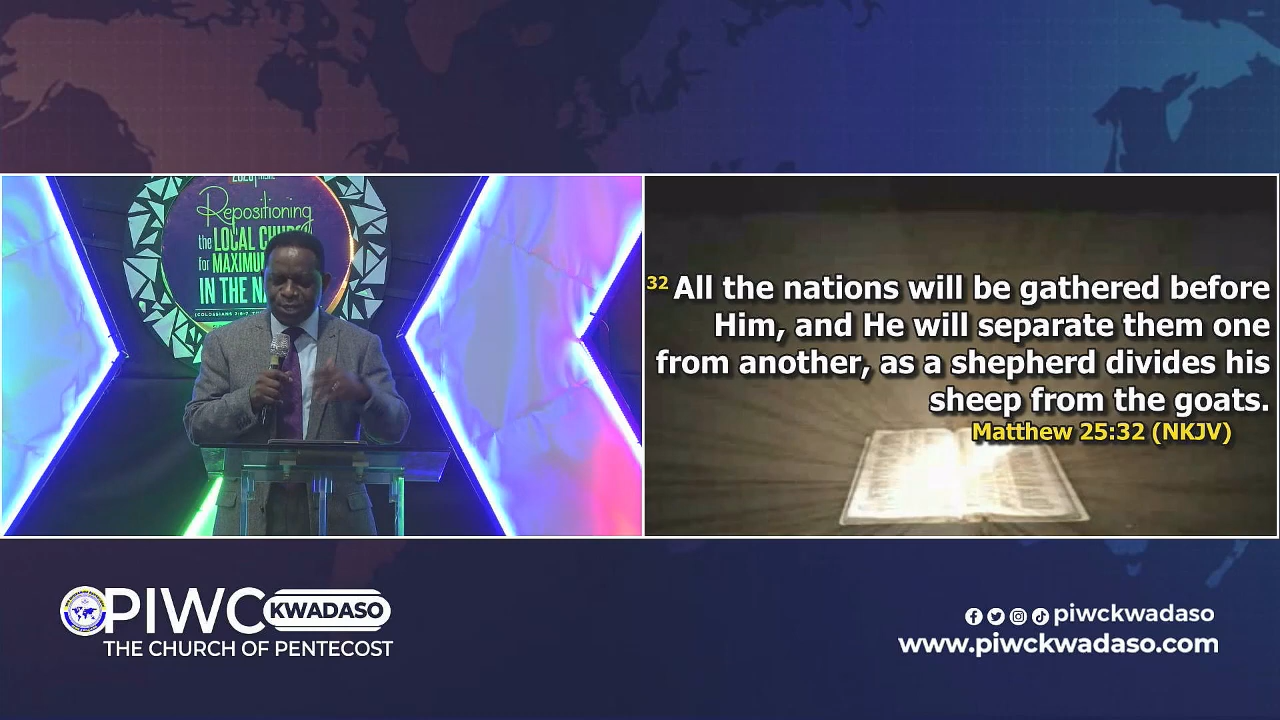 Repositioning
the LOCAL
for MAXIMUM
IN THE
32 All the nations will be gathered before
Him, and He will separate them one
from another, as a shepherd divides his
sheep from the goats.
Matthew 25:32 (NKJV)
PIWC KWADASO
THE CHURCH OF PENTECOST
piwckwadaso
www.piwckwadaso.com